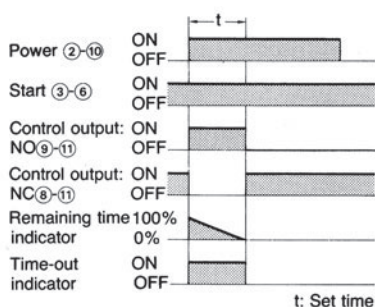 t
Power ②-⑩ ON
OFF
Start ③-⑥ ON
OFF
Control output: ON
NO⑨-⑪ OFF
Control output: ON
NC⑧-⑪ OFF
Remaining time 100%
indicator 0%
Time-out ON
indicator OFF
t: Set time